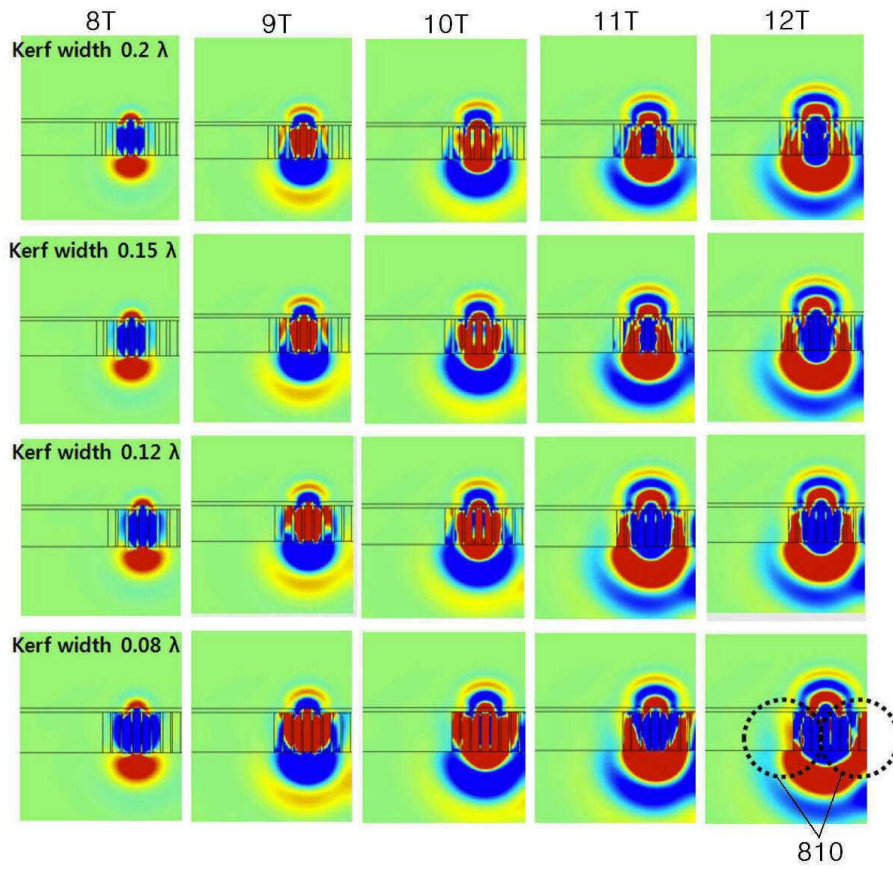 8T 9T 10T 11T 12T
Kerf width 0.2 λ
Kerf width 0.15 λ
Kerf width 0.12 λ
Kerf width 0.08 λ
810